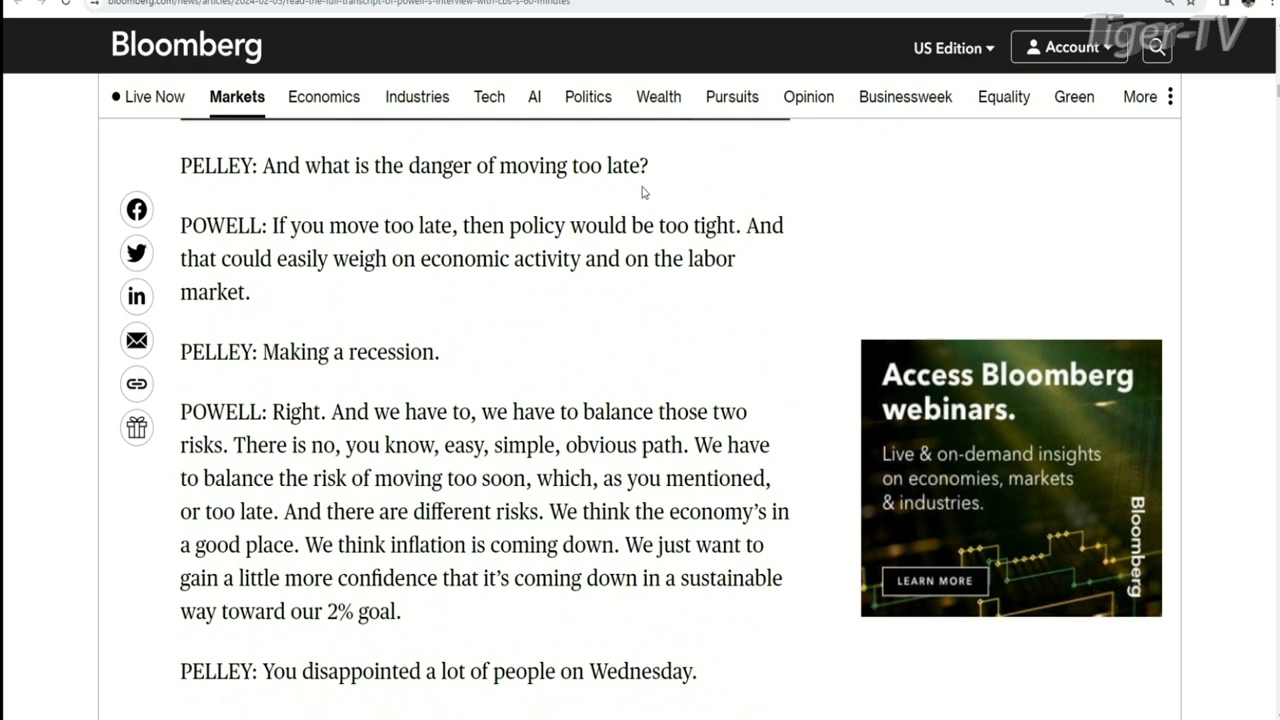 bloomberg.com/news/articles/2024-02-05/read-the-full-transcript-of-powell-s-interview-with-cbs-s-60-minutes
Tiger-TV
Bloomberg
US Edition
Account
Live Now Markets Economics Industries Tech AI Politics Wealth Pursuits Opinion Businessweek Equality Green More
PELLEY: And what is the danger of moving too late?
POWELL: If you move too late, then policy would be too tight. And
that could easily weigh on economic activity and on the labor
market.
PELLEY: Making a recession.
POWELL: Right. And we have to, we have to balance those two
risks. There is no, you know, easy, simple, obvious path. We have
to balance the risk of moving too soon, which, as you mentioned,
or too late. And there are different risks. We think the economy’s in
a good place. We think inflation is coming down. We just want to
gain a little more confidence that it’s coming down in a sustainable
way toward our 2% goal.
PELLEY: You disappointed a lot of people on Wednesday.
Access Bloomberg
webinars.
Live & on-demand insights
on economies, markets
& industries.
LEARN MORE
Bloomberg